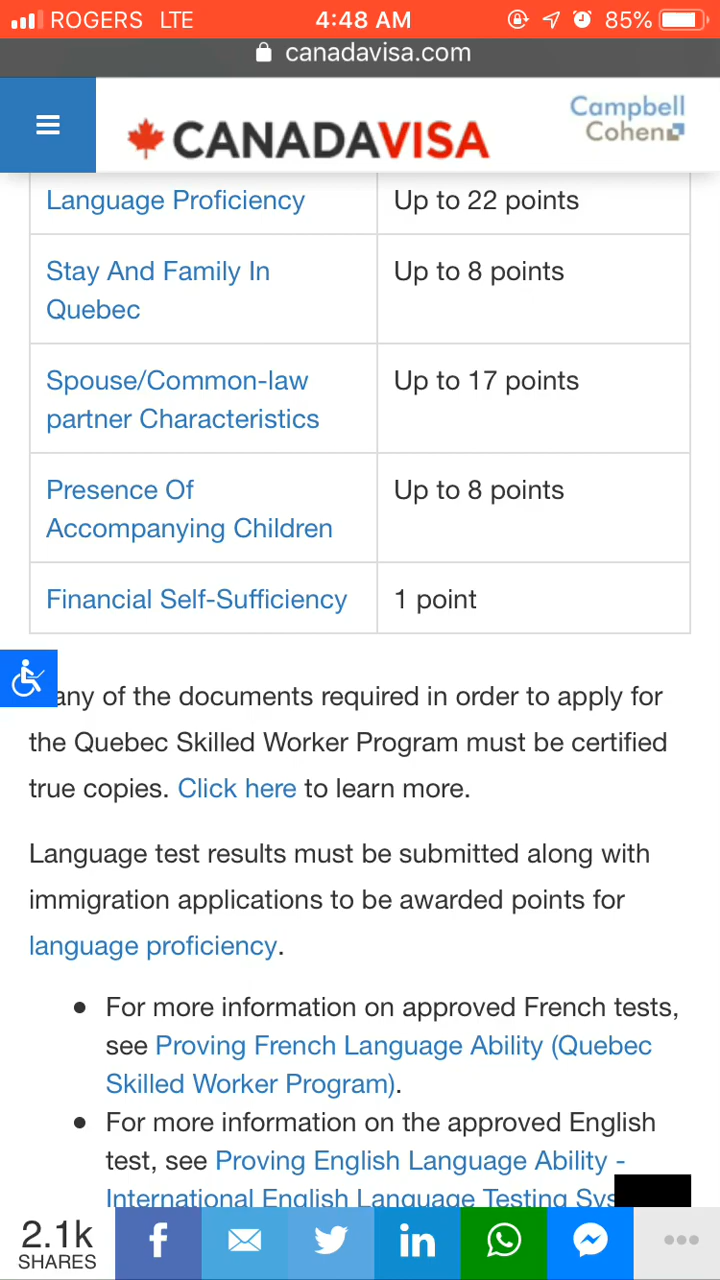 ROGERS LTE 4:48 AM 85%
canadavisa.com
CANADAVISA
Campbell
Cohen
Language Proficiency Up to 22 points
Stay And Family In Up to 8 points
Quebec
Spouse/Common-law Up to 17 points
partner Characteristics
Presence Of Up to 8 points
Accompanying Children
Financial Self-Sufficiency 1 point
any of the documents required in order to apply for
the Quebec Skilled Worker Program must be certified
true copies. Click here to learn more.
Language test results must be submitted along with
immigration applications to be awarded points for
language proficiency.
• For more information on approved French tests,
see Proving French Language Ability (Quebec
Skilled Worker Program).
• For more information on the approved English
test, see Proving English Language Ability -
International English Language Testing
2.1k
SHARES
f
in